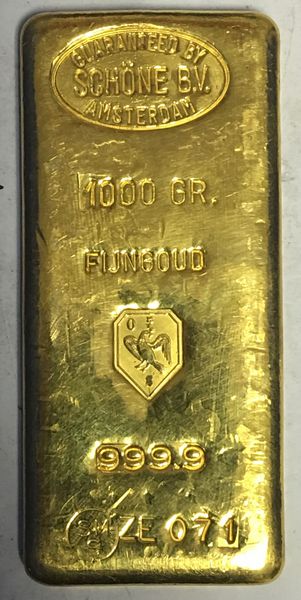 GUARANTEED BY
SCHÖNE B.V.
AMSTERDAM
1000 GR.
FIJNGOUD
O E
S
999.9
ZE 071